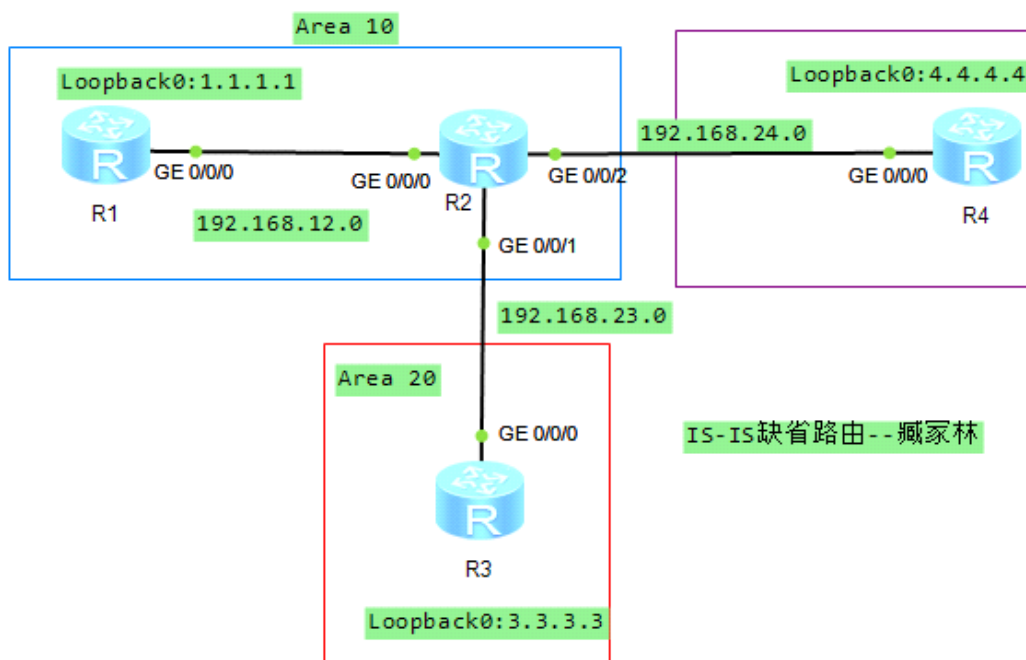 Area 10
Loopback0:1.1.1.1
Loopback0:4.4.4.4
R
GE 0/0/0
R1
192.168.12.0
GE 0/0/0
R
R2
GE 0/0/2
192.168.24.0
GE 0/0/0
R
R4
GE 0/0/1
192.168.23.0
Area 20
GE 0/0/0
IS-IS缺省路由--臧冢林
R
R3
Loopback0:3.3.3.3